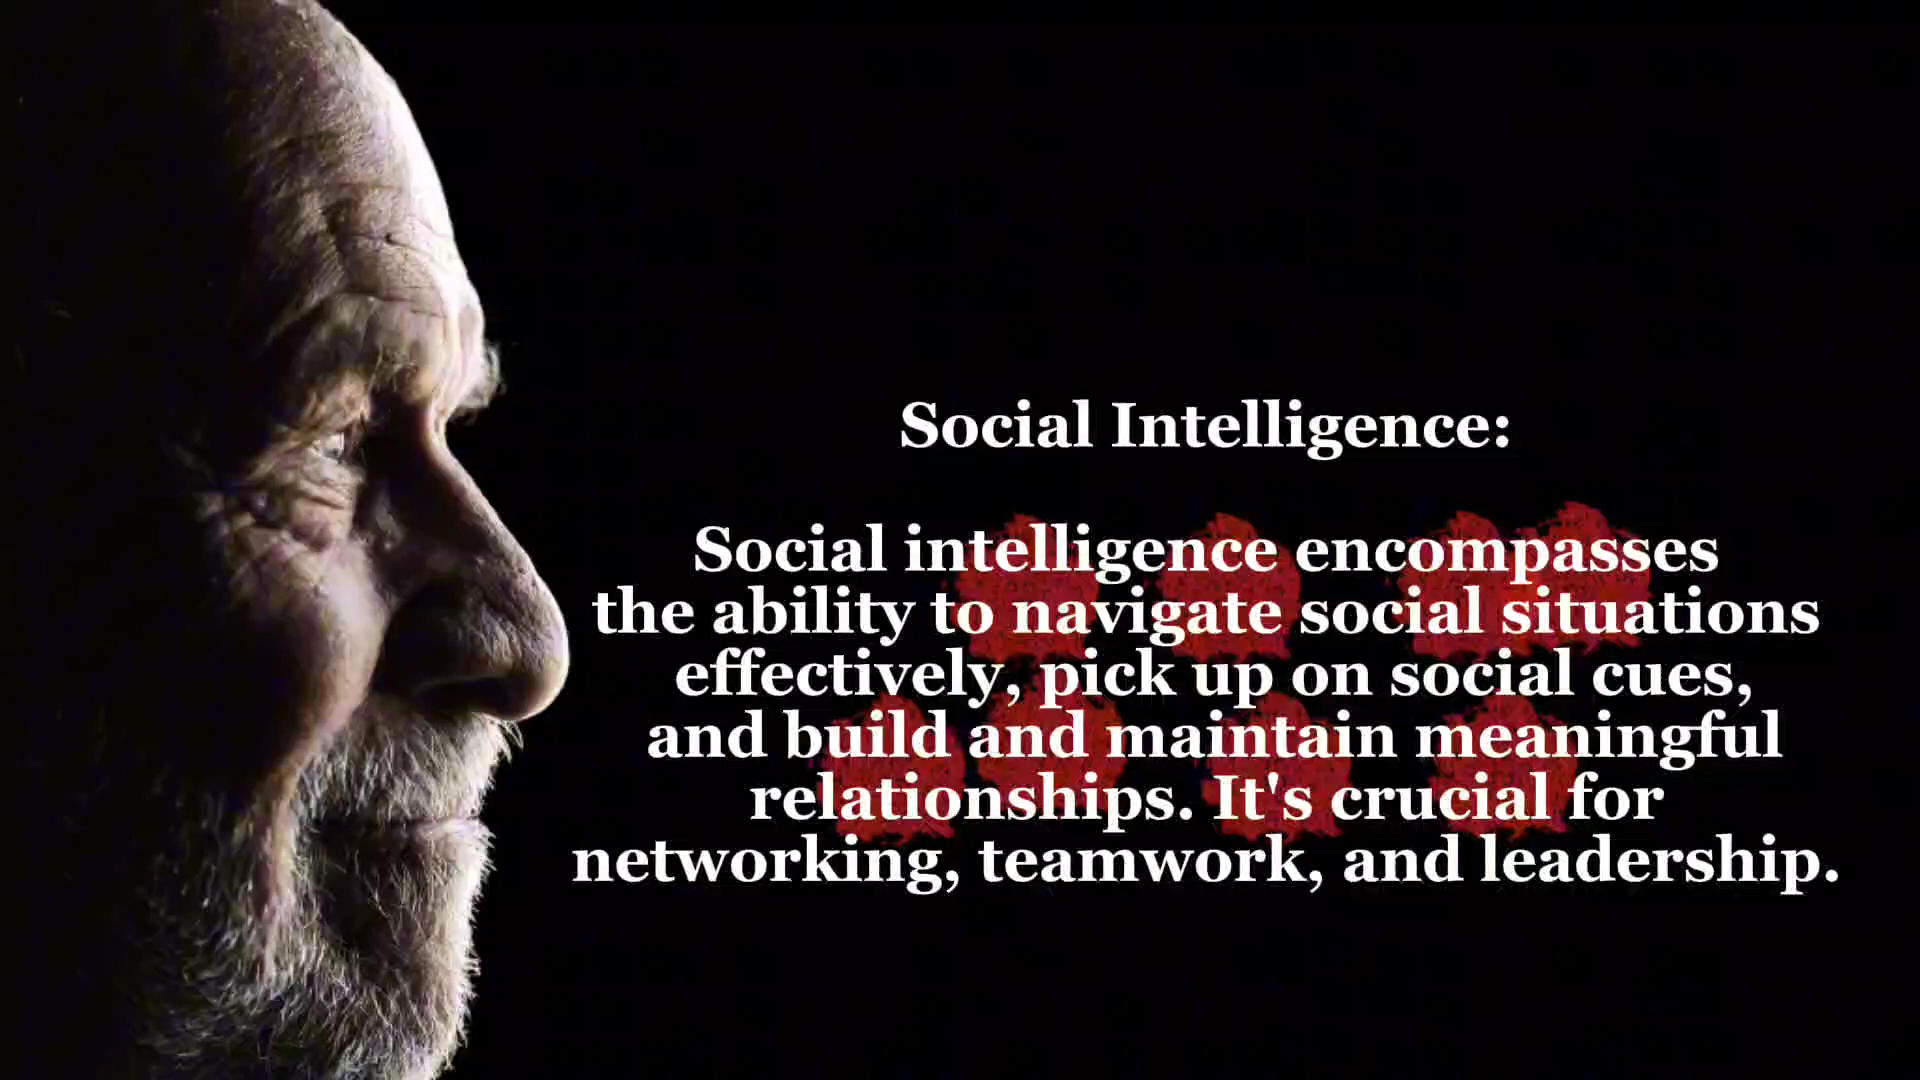 Social Intelligence:
Social intelligence encompasses
the ability to navigate social situations
effectively, pick up on social cues,
and build and maintain meaningful
relationships. It's crucial for
networking, teamwork, and leadership.